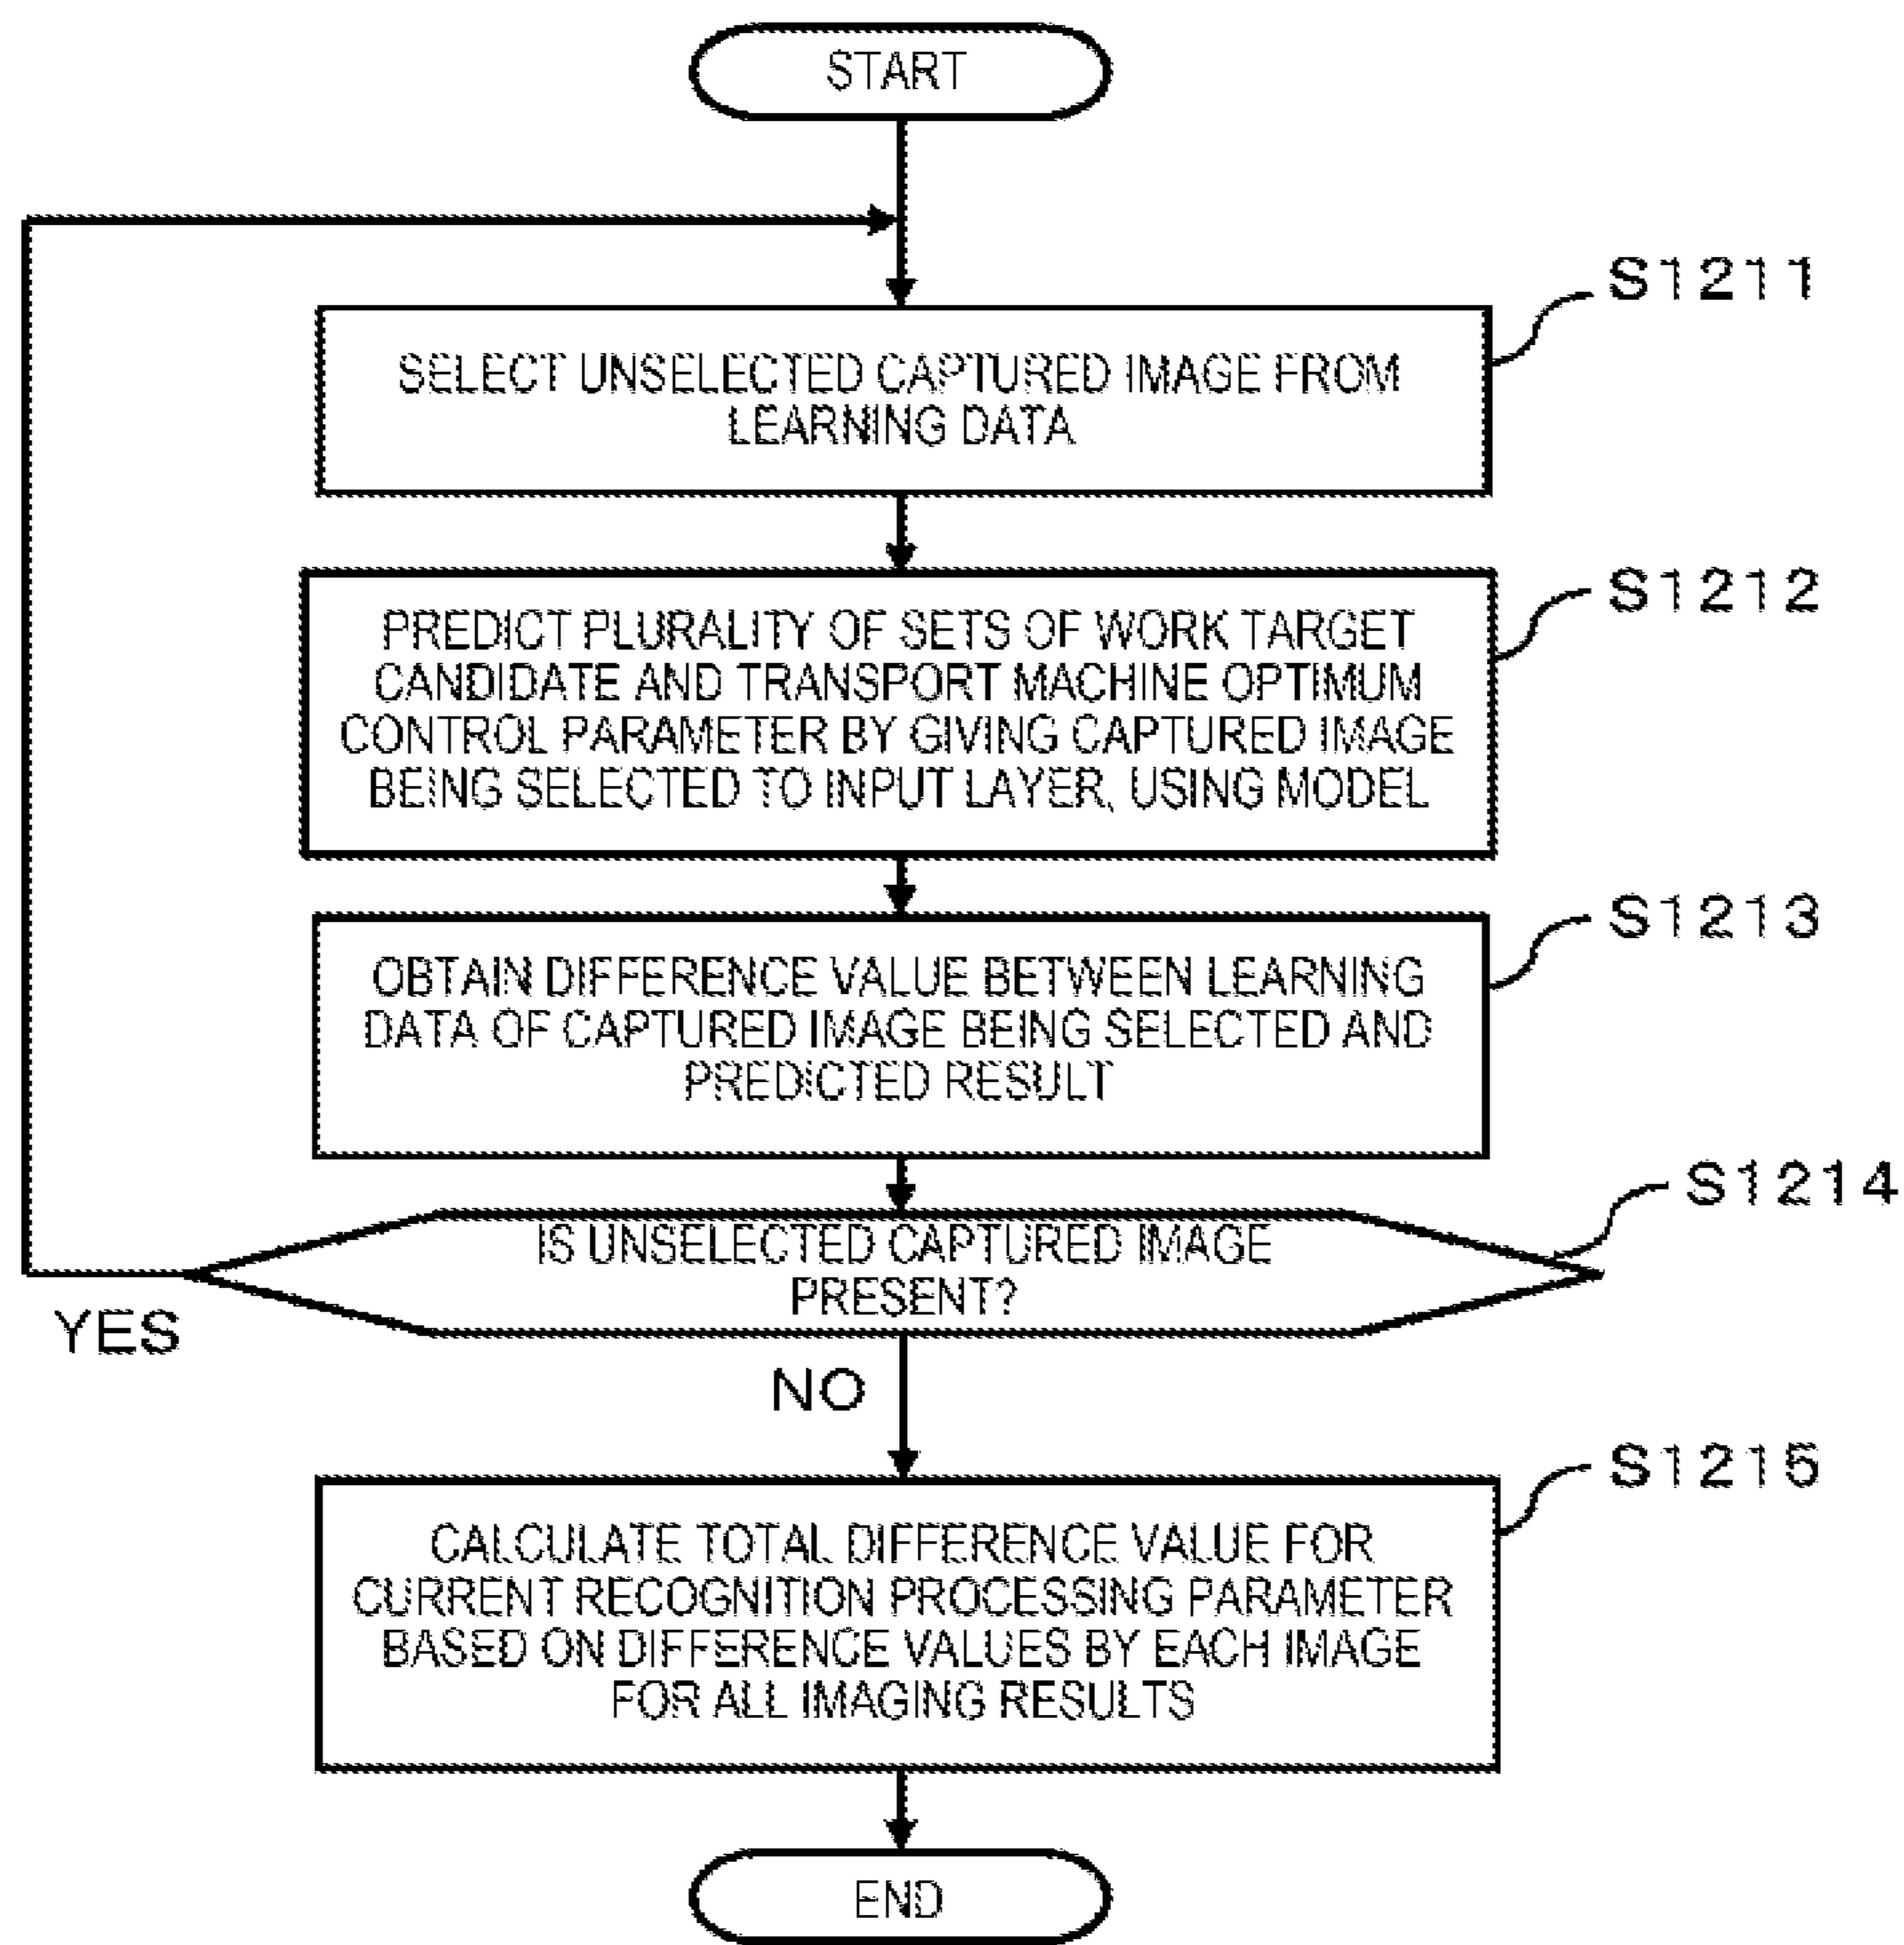 START
S1211
SELECT UNSELECTED CAPTURED IMAGE FROM
LEARNING DATA
S1212
PREDICT PLURALITY OF SETS OF WORK TARGET
CANDIDATE AND TRANSPORT MACHINE OPTIMUM
CONTROL PARAMETER BY GIVING CAPTURED IMAGE
BEING SELECTED TO INPUT LAYER, USING MODEL
S1213
OBTAIN DIFFERENCE VALUE BETWEEN LEARNING
DATA OF CAPTURED IMAGE BEING SELECTED AND
PREDICTED RESULT
S1214
IS UNSELECTED CAPTURED IMAGE
PRESENT?
YES
NO
S1215
CALCULATE TOTAL DIFFERENCE VALUE FOR
CURRENT RECOGNITION PROCESSING PARAMETER
BASED ON DIFFERENCE VALUES BY EACH IMAGE
FOR ALL IMAGING RESULTS
END